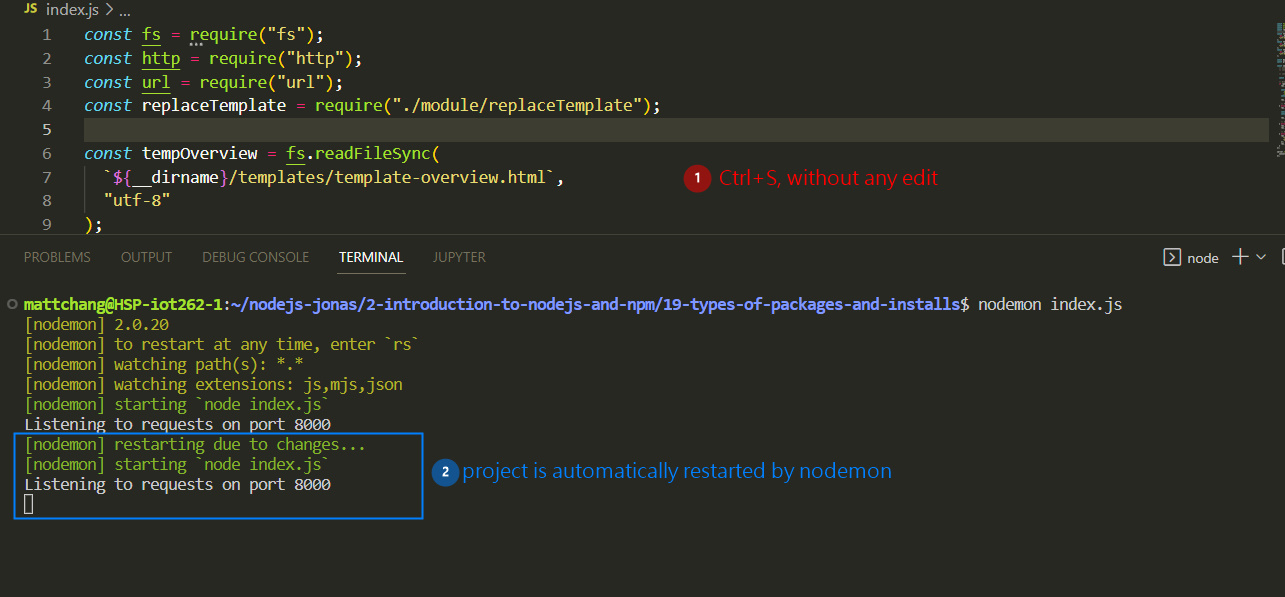 JS index.js > ...
1 const fs = require("fs");
2 const http = require("http");
3 const url = require("url");
4 const replaceTemplate = require("./module/replaceTemplate");
5
6 const tempOverview = fs.readFileSync(
7 `${__dirname}/templates/template-overview.html`,
8 "utf-8"
9 );
1 Ctrl+S, without any edit
PROBLEMS OUTPUT DEBUG CONSOLE TERMINAL JUPYTER
node
mattchang@HSP-iot262-1:~/nodejs-jonas/2-introduction-to-nodejs-and-npm/19-types-of-packages-and-installs$ nodemon index.js
[nodemon] 2.0.20
[nodemon] to restart at any time, enter `rs`
[nodemon] watching path(s): *.*
[nodemon] watching extensions: js,mjs,json
[nodemon] starting `node index.js`
Listening to requests on port 8000
[nodemon] restarting due to changes...
[nodemon] starting `node index.js`
Listening to requests on port 8000
2 project is automatically restarted by nodemon